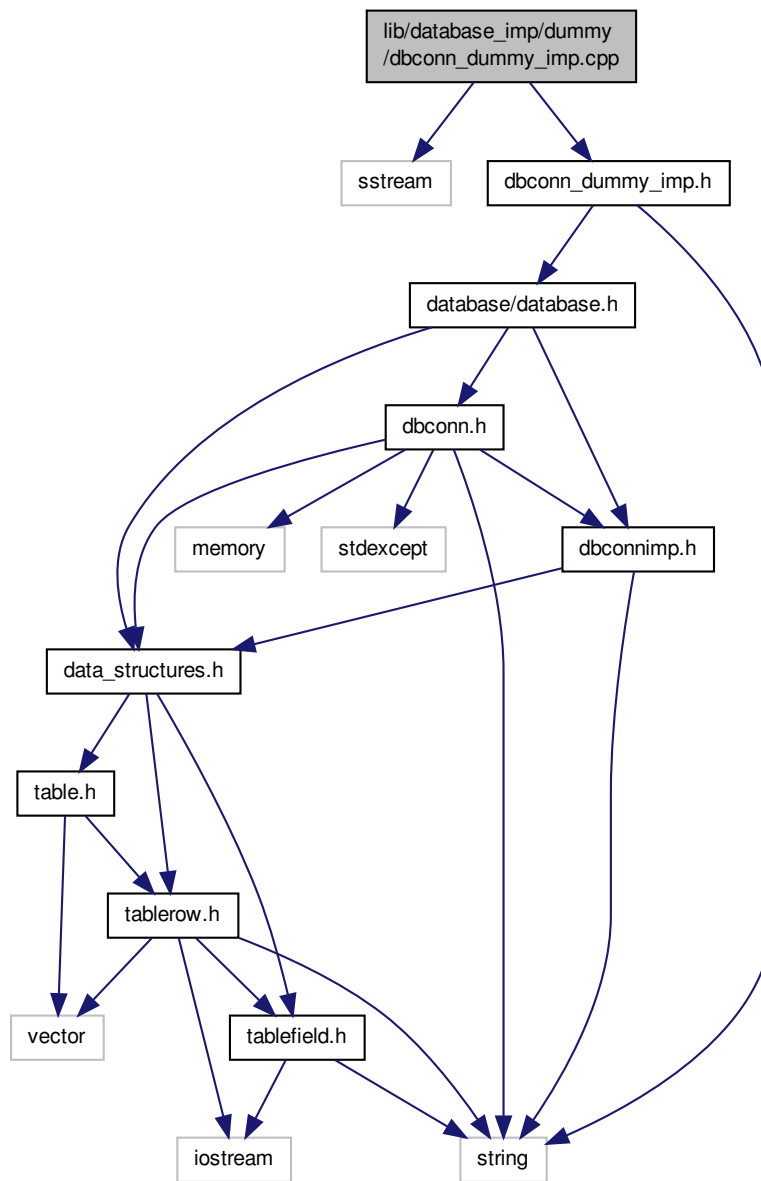 lib/database_imp/dummy
/dbconn_dummy_imp.cpp
sstream
dbconn_dummy_imp.h
database/database.h
dbconn.h
memory
stdexcept
dbconnimp.h
data_structures.h
table.h
tablerow.h
vector
tablefield.h
iostream
string